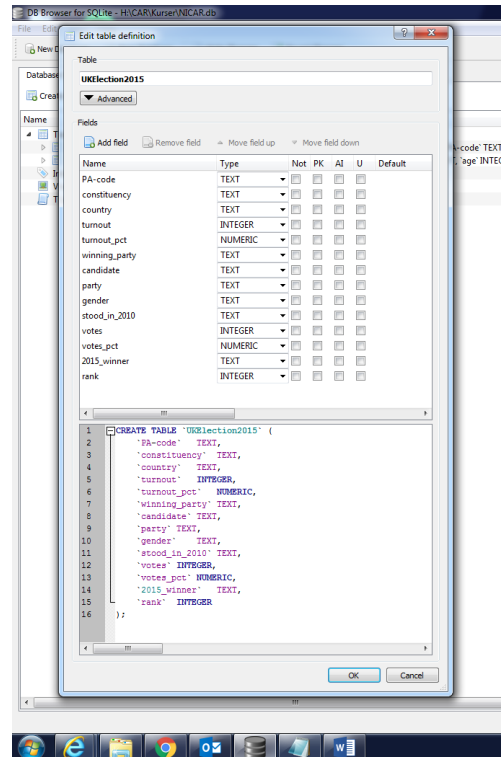 DB Browser for SQLite - H:\CAR\Kurser\NICAR.db
File Edit
Edit table definition
New D
Table
UKElection2015
Database
Advanced
Creat
Fields
Name
Add field Remove field Move field up Move field down
Name Type Not PK AI U Default
PA-code TEXT
constituency TEXT
country TEXT
turnout INTEGER
turnout_pct NUMERIC
winning_party TEXT
candidate TEXT
party TEXT
gender TEXT
stood_in_2010 TEXT
votes INTEGER
votes_pct NUMERIC
2015_winner TEXT
rank INTEGER
-code` TEXT
, `age` INTEG
1 CREATE TABLE `UKElection2015` (
2 `PA-code` TEXT,
3 `constituency` TEXT,
4 `country` TEXT,
5 `turnout` INTEGER,
6 `turnout_pct` NUMERIC,
7 `winning_party` TEXT,
8 `candidate` TEXT,
9 `party` TEXT,
10 `gender` TEXT,
11 `stood_in_2010` TEXT,
12 `votes` INTEGER,
13 `votes_pct` NUMERIC,
14 `2015_winner` TEXT,
15 `rank` INTEGER
16 );
OK Cancel